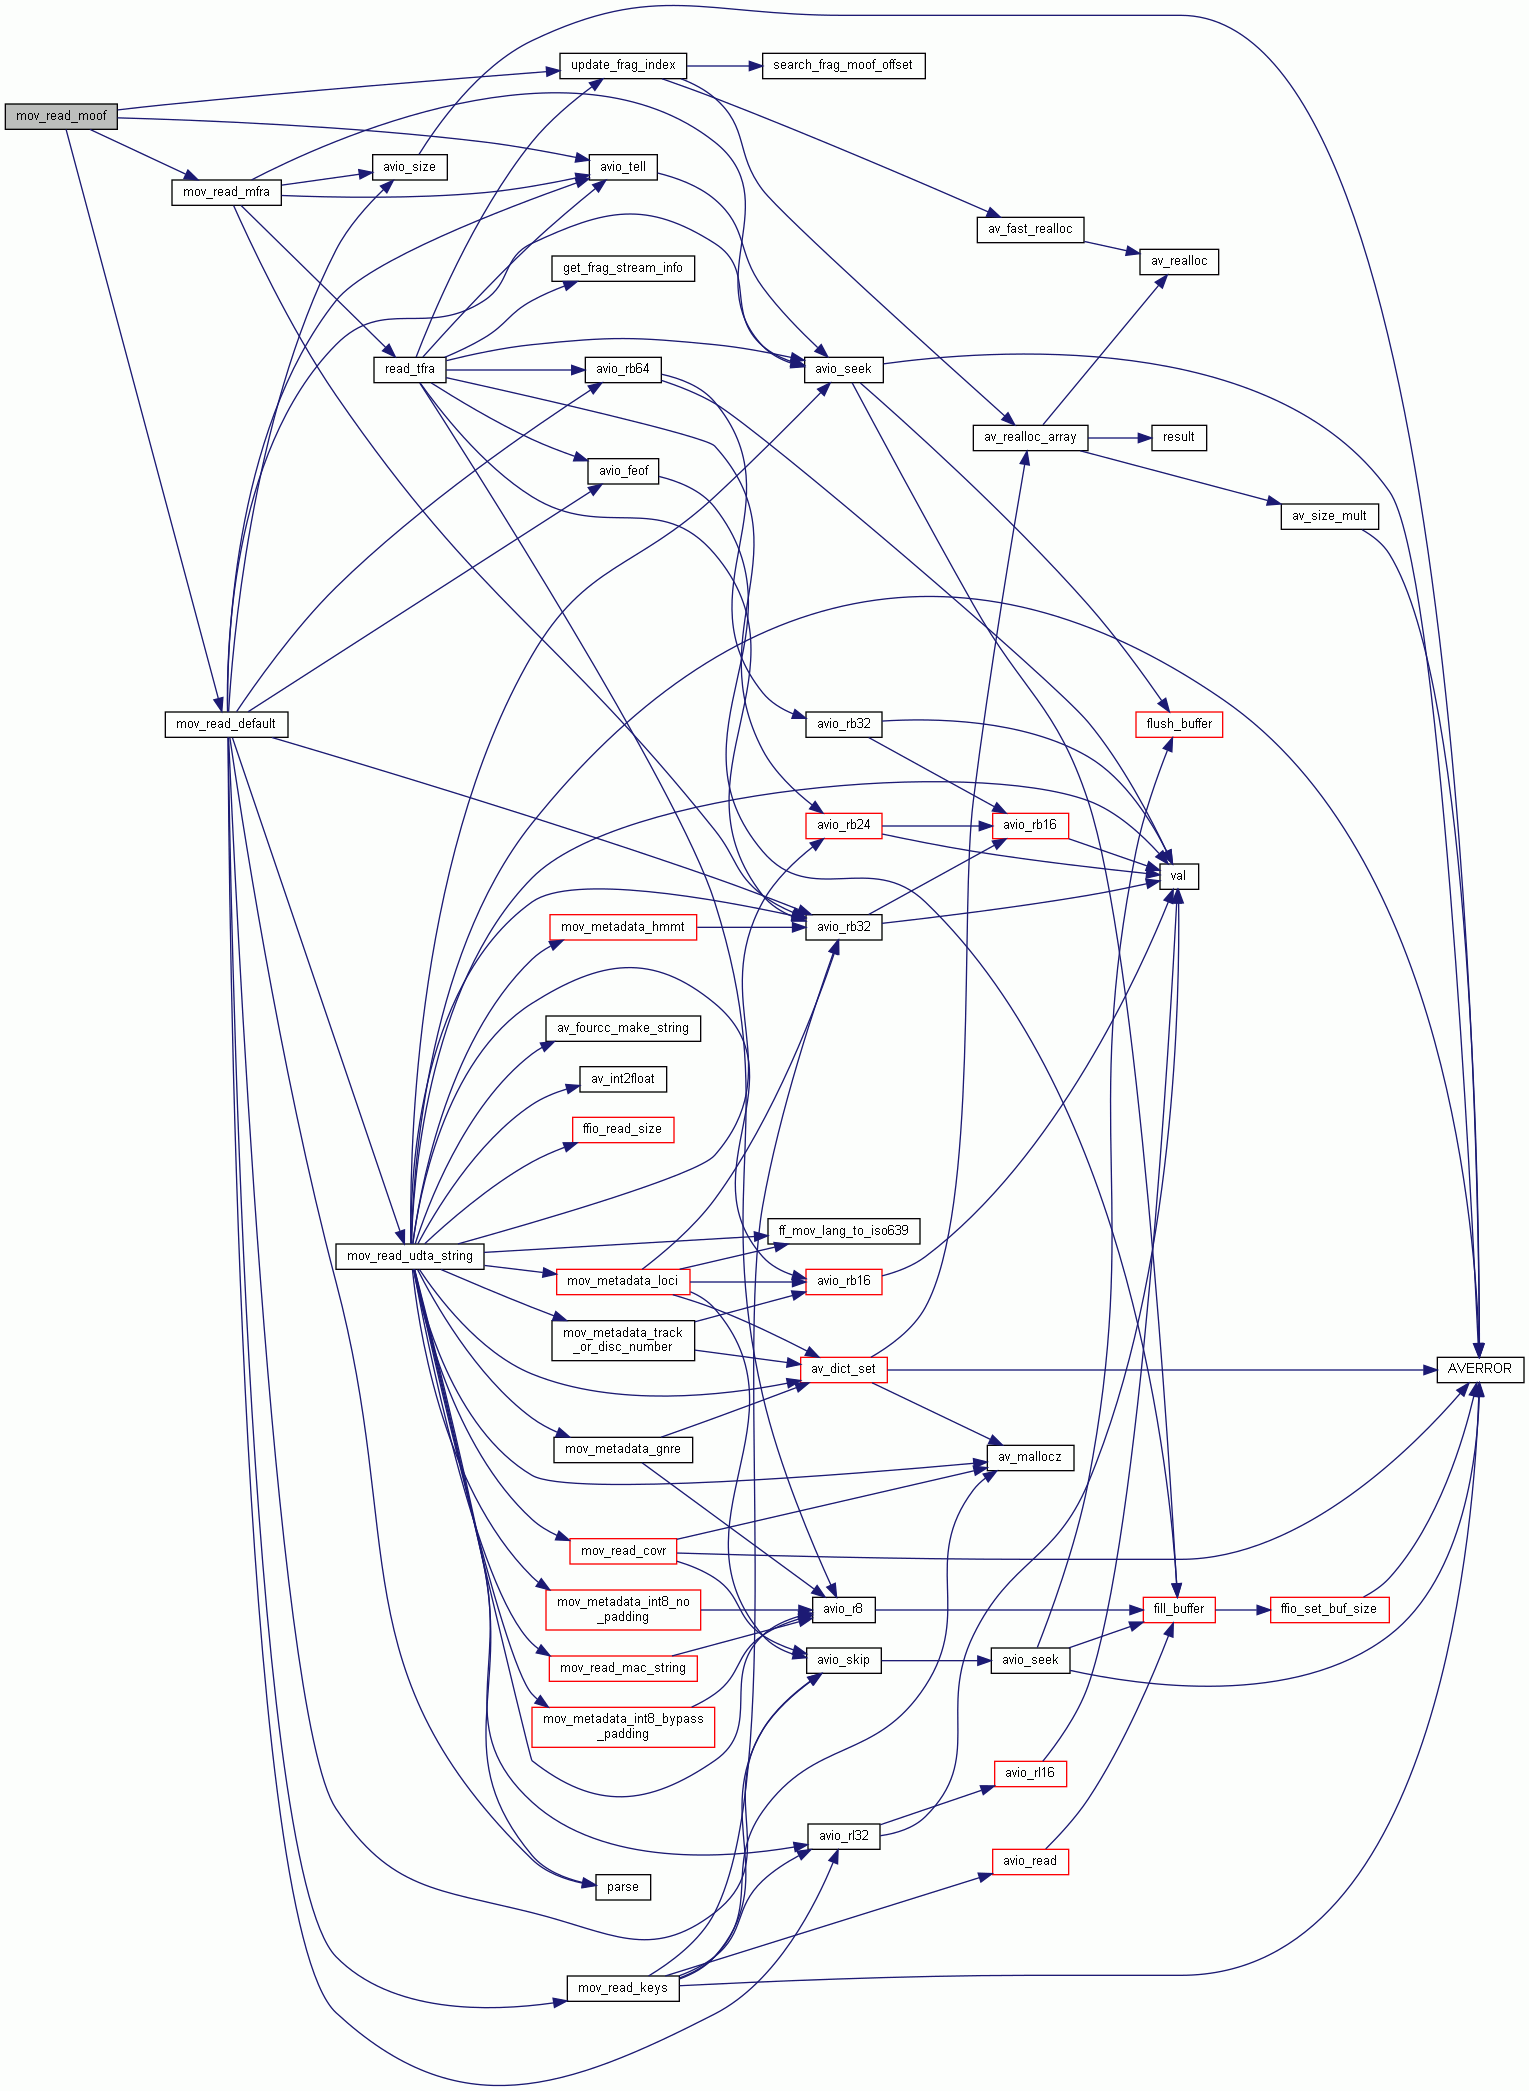 update_frag_index
search_frag_moof_offset
mov_read_moof
avio_size
avio_tell
mov_read_mfra
av_fast_realloc
get_frag_stream_info
av_realloc
read_tfra
avio_rb64
avio_seek
av_realloc_array
result
avio_feof
av_size_mult
mov_read_default
avio_rb32
flush_buffer
avio_rb24
avio_rb16
val
mov_metadata_hmmt
avio_rb32
av_fourcc_make_string
av_int2float
ffio_read_size
ff_mov_lang_to_iso639
mov_read_udta_string
mov_metadata_loci
avio_rb16
mov_metadata_track
_or_disc_number
av_dict_set
AVERROR
mov_metadata_gnre
av_mallocz
mov_read_covr
mov_metadata_int8_no
_padding
avio_r8
fill_buffer
ffio_set_buf_size
mov_read_mac_string
avio_skip
avio_seek
mov_metadata_int8_bypass
_padding
avio_rl16
avio_rl32
avio_read
parse
mov_read_keys